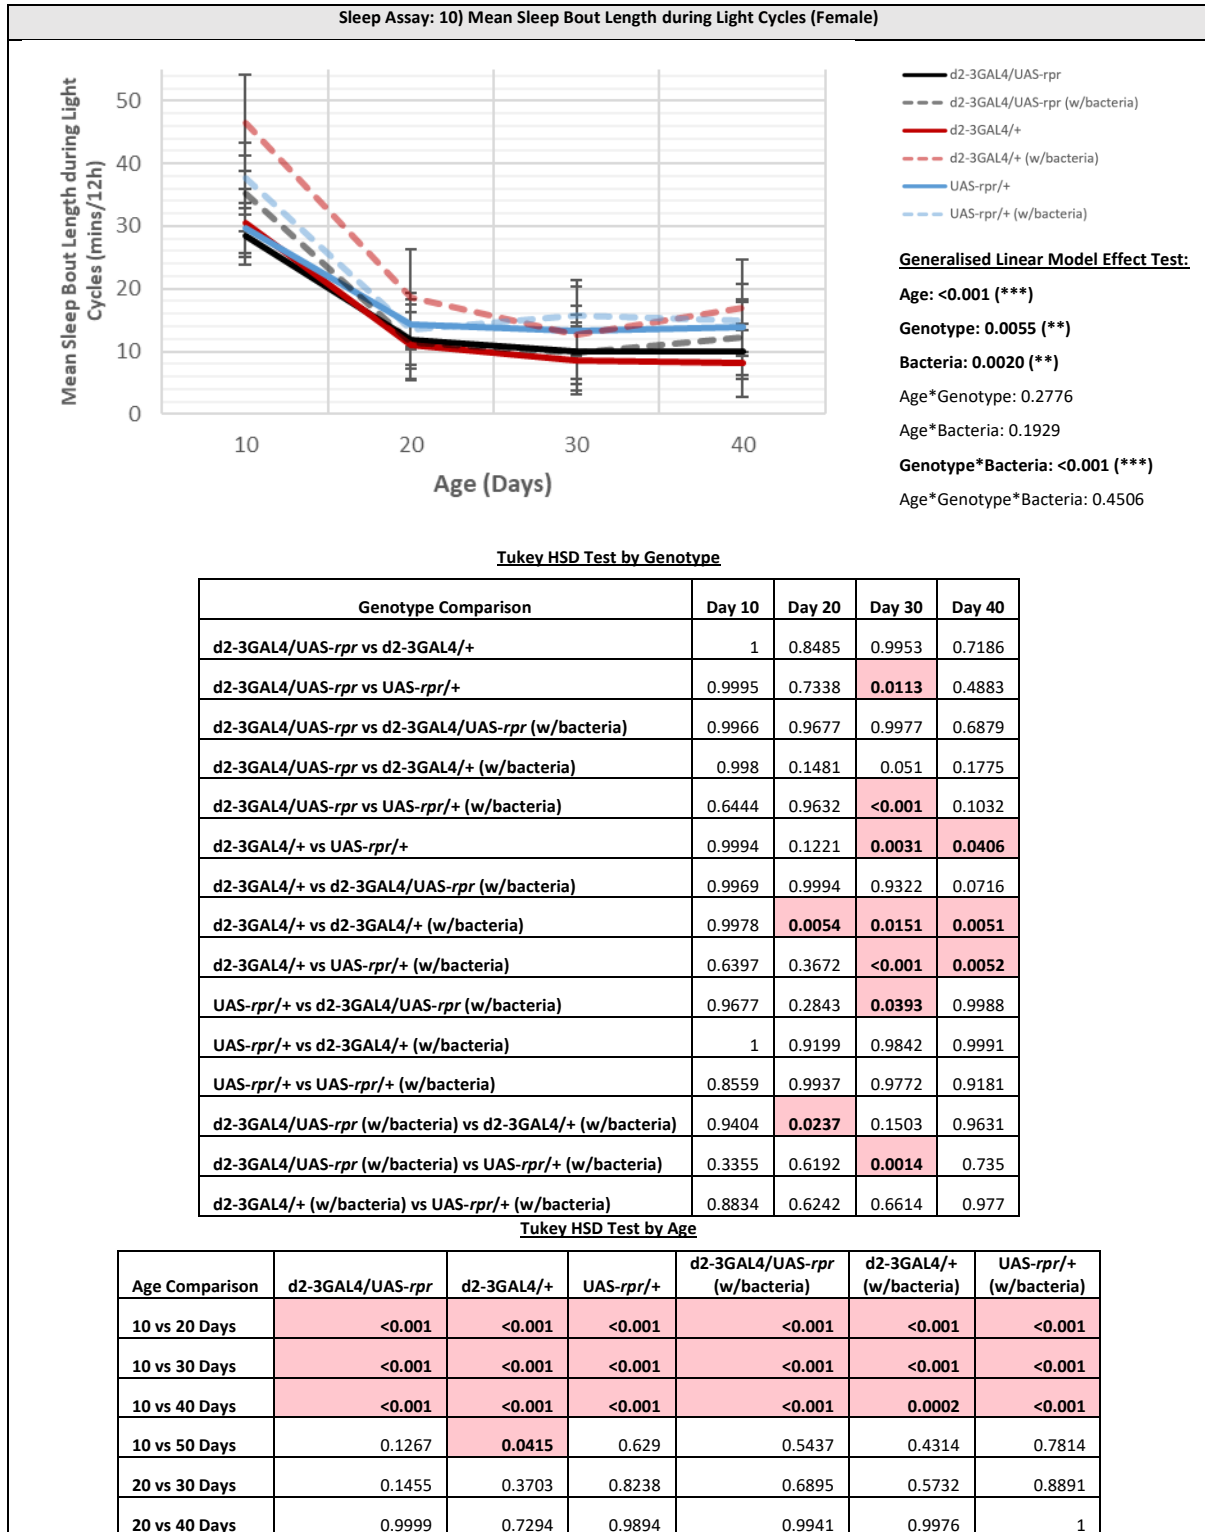 Sleep Assay: 10) Mean Sleep Bout Length during Light Cycles (Female)
Mean Sleep Bout Length during Light
Cycles (mins/12h)
50
40
30
20
10
0
10 20 30 40
Age (Days)
d2-3GAL4/UAS-rpr
d2-3GAL4/UAS-rpr (w/bacteria)
d2-3GAL4/+
d2-3GAL4/+ (w/bacteria)
UAS-rpr/+
UAS-rpr/+ (w/bacteria)
Generalised Linear Model Effect Test:
Age: <0.001 (***)
Genotype: 0.0055 (**)
Bacteria: 0.0020 (**)
Age*Genotype: 0.2776
Age*Bacteria: 0.1929
Genotype*Bacteria: <0.001 (***)
Age*Genotype*Bacteria: 0.4506
Tukey HSD Test by Genotype
Genotype Comparison Day 10 Day 20 Day 30 Day 40
d2-3GAL4/UAS-rpr vs d2-3GAL4/+ 1 0.8485 0.9953 0.7186
d2-3GAL4/UAS-rpr vs UAS-rpr/+ 0.9995 0.7338 0.0113 0.4883
d2-3GAL4/UAS-rpr vs d2-3GAL4/UAS-rpr (w/bacteria) 0.9966 0.9677 0.9977 0.6879
d2-3GAL4/UAS-rpr vs d2-3GAL4/+ (w/bacteria) 0.998 0.1481 0.051 0.1775
d2-3GAL4/UAS-rpr vs UAS-rpr/+ (w/bacteria) 0.6444 0.9632 <0.001 0.1032
d2-3GAL4/+ vs UAS-rpr/+ 0.9994 0.1221 0.0031 0.0406
d2-3GAL4/+ vs d2-3GAL4/UAS-rpr (w/bacteria) 0.9969 0.9994 0.9322 0.0716
d2-3GAL4/+ vs d2-3GAL4/+ (w/bacteria) 0.9978 0.0054 0.0151 0.0051
d2-3GAL4/+ vs UAS-rpr/+ (w/bacteria) 0.6397 0.3672 <0.001 0.0052
UAS-rpr/+ vs d2-3GAL4/UAS-rpr (w/bacteria) 0.9677 0.2843 0.0393 0.9988
UAS-rpr/+ vs d2-3GAL4/+ (w/bacteria) 1 0.9199 0.9842 0.9991
UAS-rpr/+ vs UAS-rpr/+ (w/bacteria) 0.8559 0.9937 0.9772 0.9181
d2-3GAL4/UAS-rpr (w/bacteria) vs d2-3GAL4/+ (w/bacteria) 0.9404 0.0237 0.1503 0.9631
d2-3GAL4/UAS-rpr (w/bacteria) vs UAS-rpr/+ (w/bacteria) 0.3355 0.6192 0.0014 0.735
d2-3GAL4/+ (w/bacteria) vs UAS-rpr/+ (w/bacteria) 0.8834 0.6242 0.6614 0.977
Tukey HSD Test by Age
Age Comparison d2-3GAL4/UAS-rpr d2-3GAL4/+ UAS-rpr/+ d2-3GAL4/UAS-rpr (w/bacteria) d2-3GAL4/+ (w/bacteria) UAS-rpr/+ (w/bacteria)
10 vs 20 Days <0.001 <0.001 <0.001 <0.001 <0.001 <0.001
10 vs 30 Days <0.001 <0.001 <0.001 <0.001 <0.001 <0.001
10 vs 40 Days <0.001 <0.001 <0.001 <0.001 0.0002 <0.001
10 vs 50 Days 0.1267 0.0415 0.629 0.5437 0.4314 0.7814
20 vs 30 Days 0.1455 0.3703 0.8238 0.6895 0.5732 0.8891
20 vs 40 Days 0.9999 0.7294 0.9894 0.9941 0.9976 1